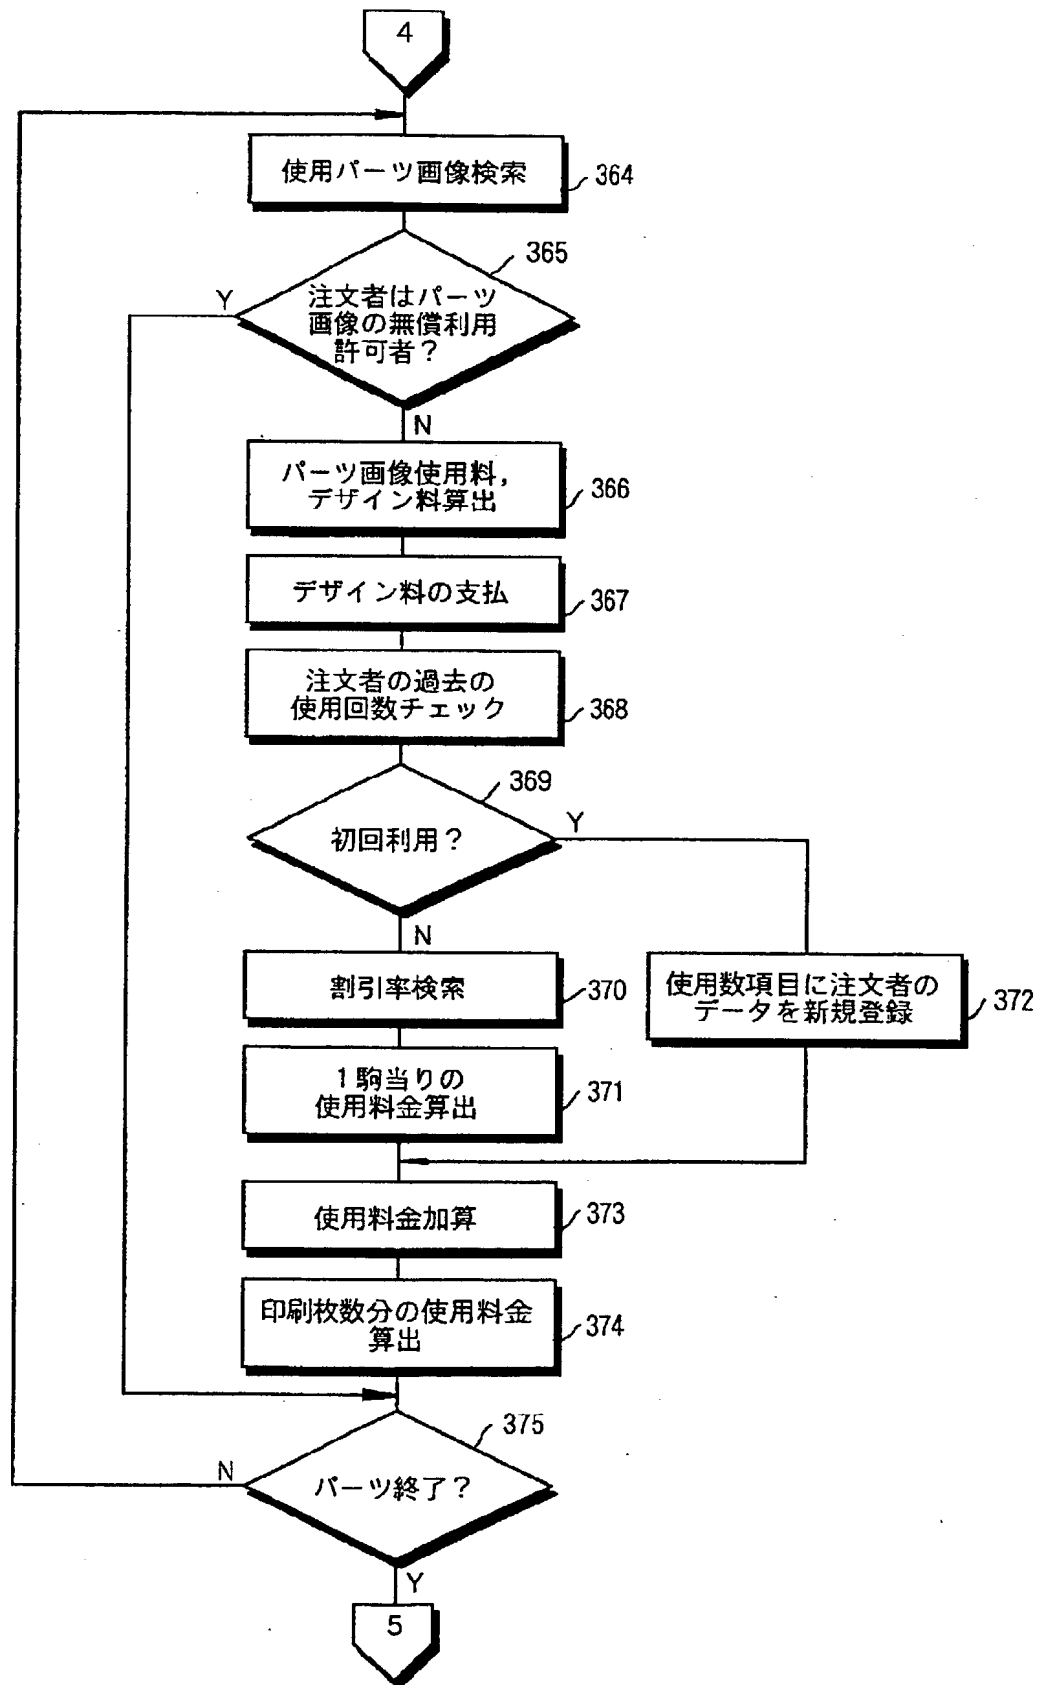 4
使用パーツ画像検索
364
365
Y
注文者はパーツ
画像の無償利用
許可者？
N
パーツ画像使用料，
デザイン料算出
366
デザイン料の支払
367
注文者の過去の
使用回数チェック
368
369
初回利用？
Y
N
割引率検索
370
使用数項目に注文者の
データを新規登録
372
1駒当りの
使用料金算出
371
使用料金加算
373
印刷枚数分の使用料金
算出
374
375
N
パーツ終了？
Y
5